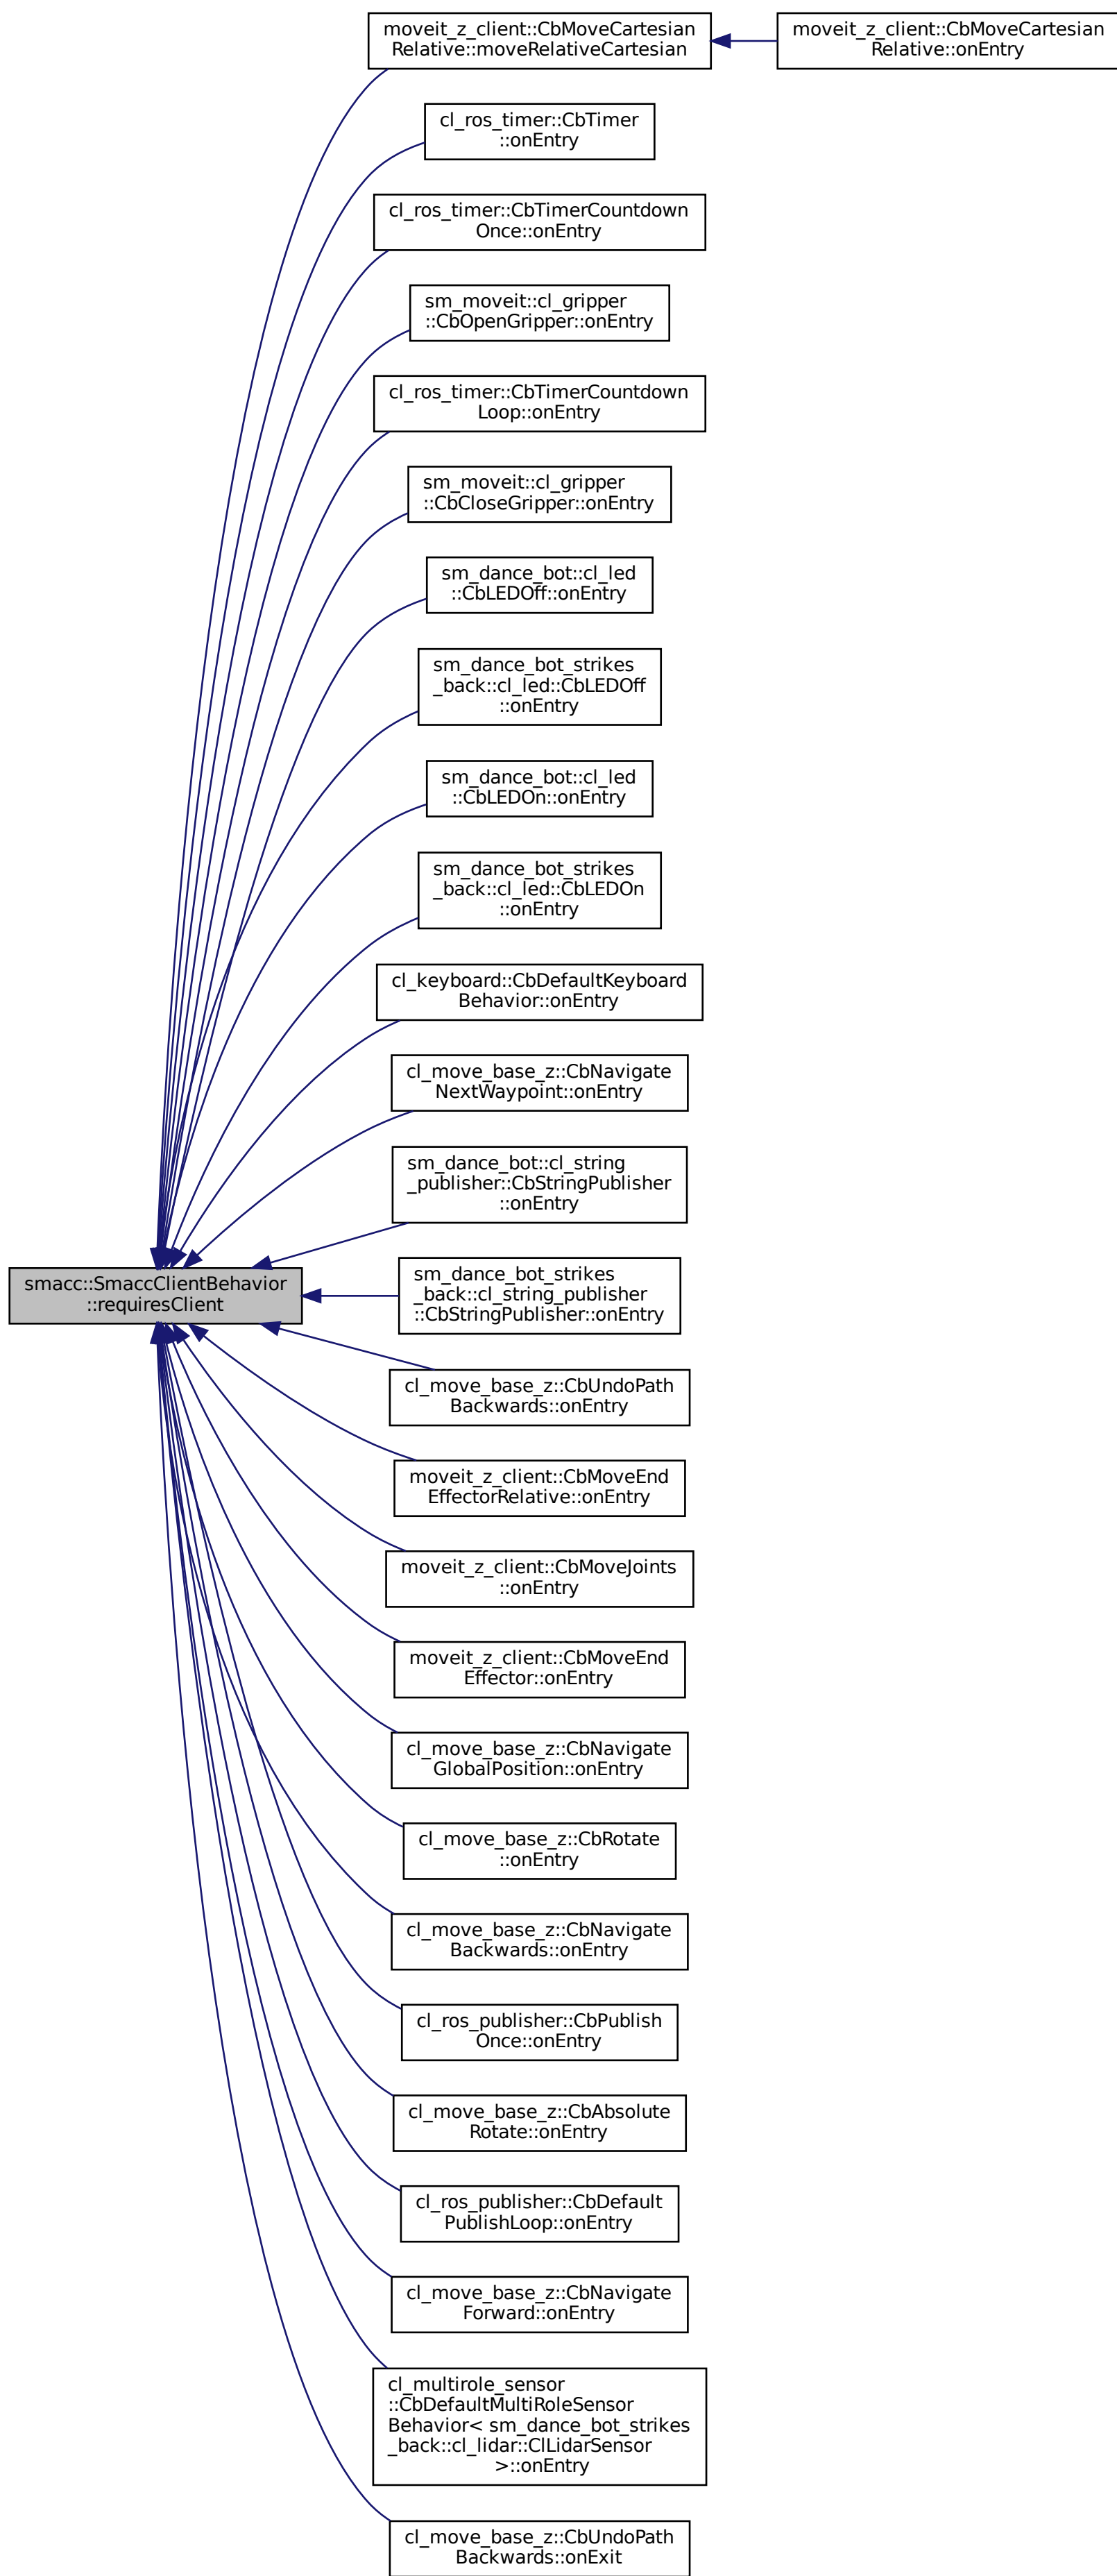 moveit_z_client::CbMoveCartesian
Relative::moveRelativeCartesian
moveit_z_client::CbMoveCartesian
Relative::onEntry
cl_ros_timer::CbTimer
::onEntry
cl_ros_timer::CbTimerCountdown
Once::onEntry
sm_moveit::cl_gripper
::CbOpenGripper::onEntry
cl_ros_timer::CbTimerCountdown
Loop::onEntry
sm_moveit::cl_gripper
::CbCloseGripper::onEntry
sm_dance_bot::cl_led
::CbLEDOff::onEntry
sm_dance_bot_strikes
_back::cl_led::CbLEDOff
::onEntry
sm_dance_bot::cl_led
::CbLEDOn::onEntry
sm_dance_bot_strikes
_back::cl_led::CbLEDOn
::onEntry
cl_keyboard::CbDefaultKeyboard
Behavior::onEntry
cl_move_base_z::CbNavigate
NextWaypoint::onEntry
sm_dance_bot::cl_string
_publisher::CbStringPublisher
::onEntry
smacc::SmaccClientBehavior
::requiresClient
sm_dance_bot_strikes
_back::cl_string_publisher
::CbStringPublisher::onEntry
cl_move_base_z::CbUndoPath
Backwards::onEntry
moveit_z_client::CbMoveEnd
EffectorRelative::onEntry
moveit_z_client::CbMoveJoints
::onEntry
moveit_z_client::CbMoveEnd
Effector::onEntry
cl_move_base_z::CbNavigate
GlobalPosition::onEntry
cl_move_base_z::CbRotate
::onEntry
cl_move_base_z::CbNavigate
Backwards::onEntry
cl_ros_publisher::CbPublish
Once::onEntry
cl_move_base_z::CbAbsolute
Rotate::onEntry
cl_ros_publisher::CbDefault
PublishLoop::onEntry
cl_move_base_z::CbNavigate
Forward::onEntry
cl_multirole_sensor
::CbDefaultMultiRoleSensor
Behavior< sm_dance_bot_strikes
_back::cl_lidar::ClLidarSensor
>::onEntry
cl_move_base_z::CbUndoPath
Backwards::onExit